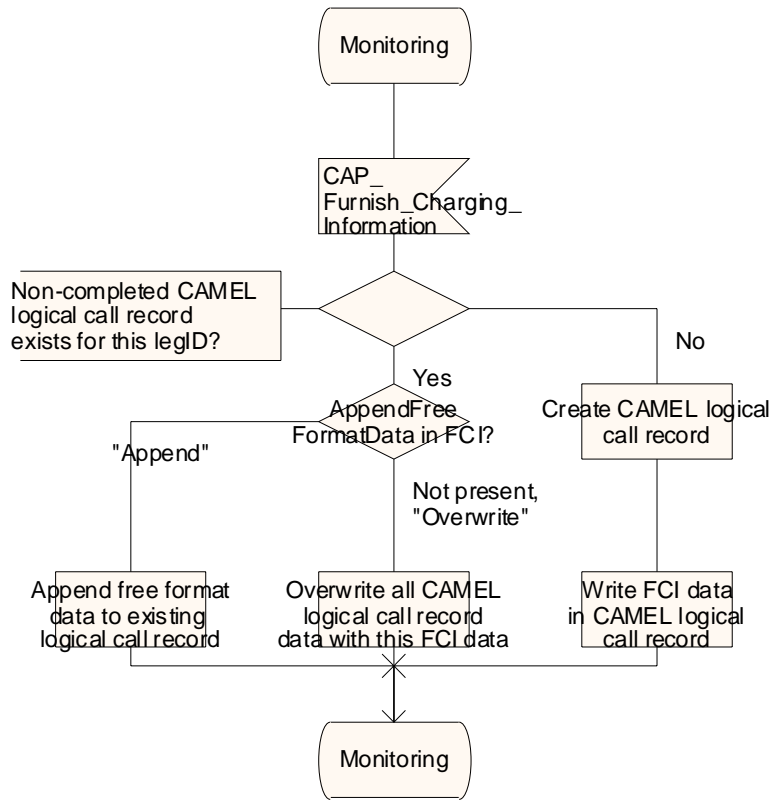 Monitoring
CAP_
Furnish_Charging_
Information
Non-completed CAMEL
logical call record
exists for this legID?
No
Yes
AppendFree
FormatData in FCI?
Create CAMEL logical
call record
"Append"
Not present,
"Overwrite"
Append free format
data to existing
logical call record
Overwrite all CAMEL
logical call record
data with this FCI data
Write FCI data
in CAMEL logical
call record
Monitoring